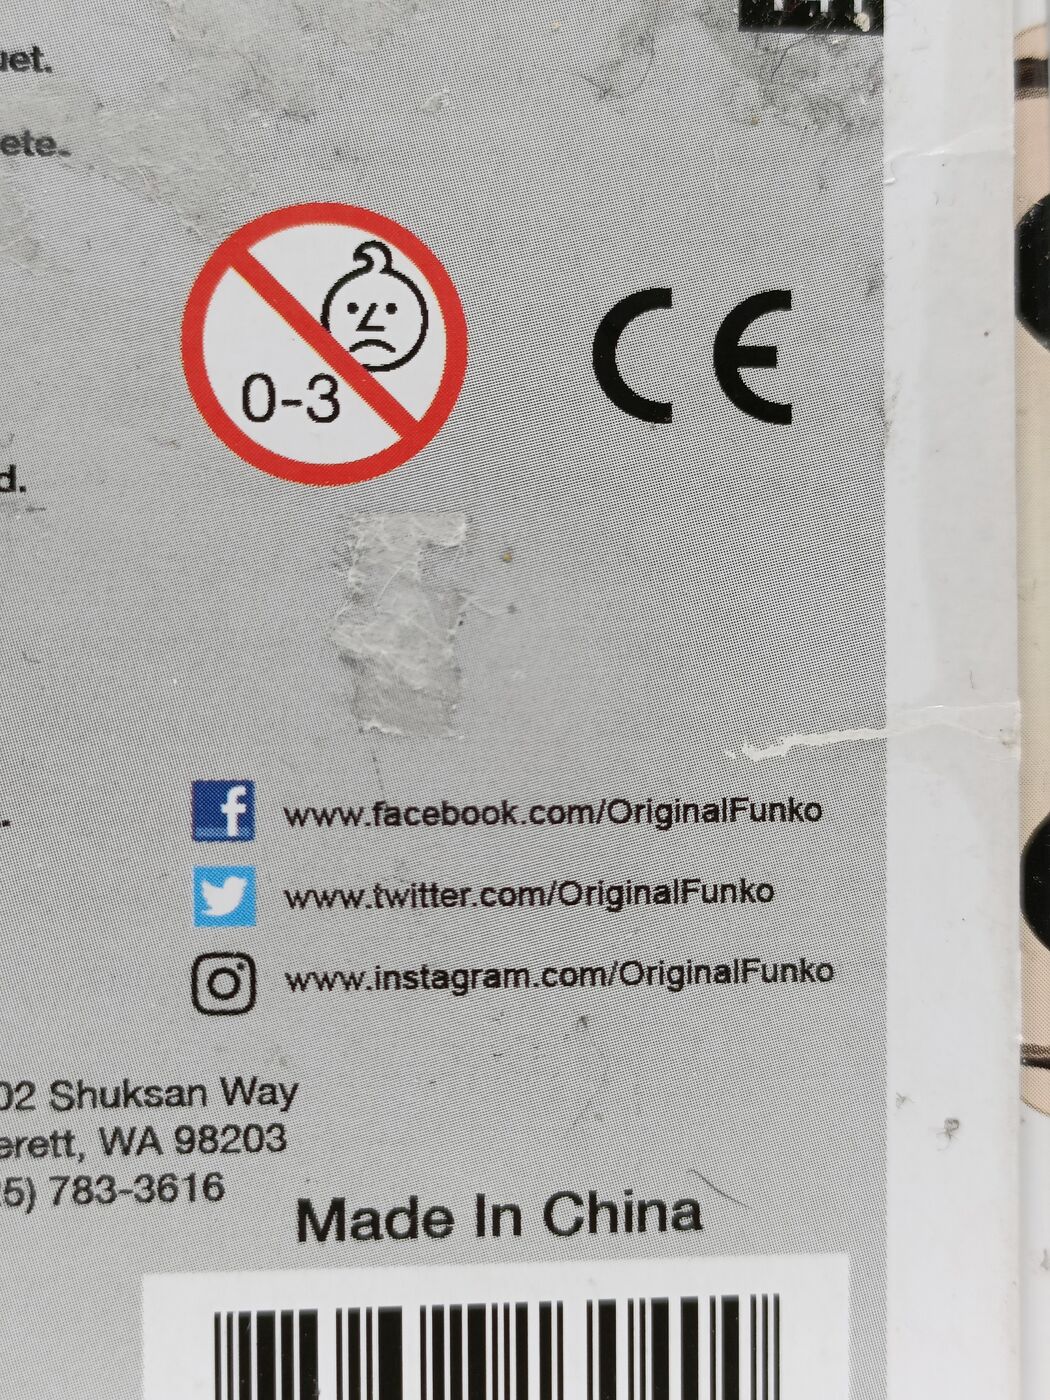 uet.
ete.
0-3
CE
d.
www.facebook.com/OriginalFunko
www.twitter.com/OriginalFunko
www.instagram.com/OriginalFunko
02 Shuksan Way
erett, WA 98203
25) 783-3616
Made In China